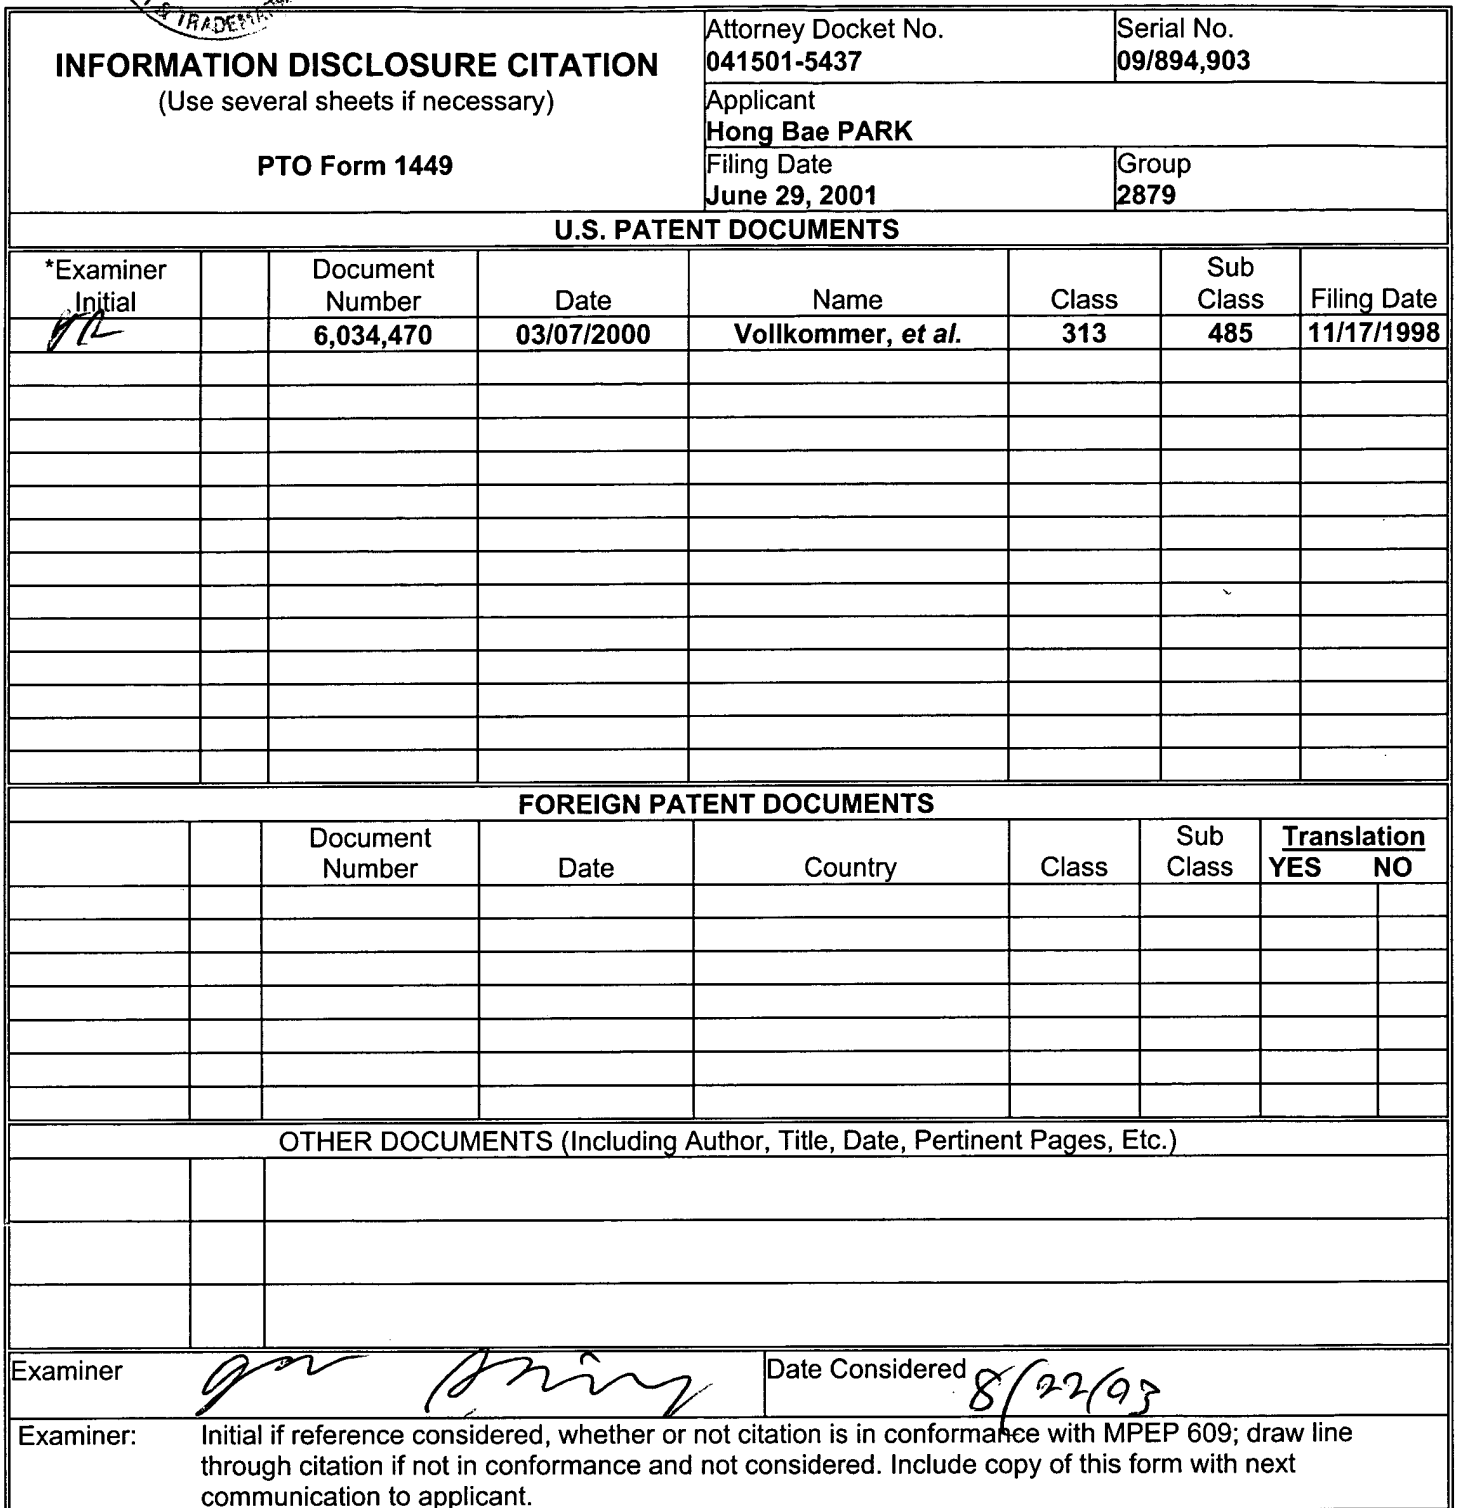 & TRADEMA
INFORMATION DISCLOSURE CITATION
(Use several sheets if necessary)
PTO Form 1449
Attorney Docket No.
041501-5437
Serial No.
09/894,903
Applicant
Hong Bae PARK
Filing Date
June 29, 2001
Group
2879
U.S. PATENT DOCUMENTS
*Examiner
Initial
Document
Number
Date
Name
Class
Sub
Class
Filing Date
6,034,470
03/07/2000
Vollkommer, et al.
313
485
11/17/1998
FOREIGN PATENT DOCUMENTS
Document
Number
Date
Country
Class
Sub
Class
Translation
YES NO
OTHER DOCUMENTS (Including Author, Title, Date, Pertinent Pages, Etc.)
Examiner
Date Considered
8/22/03
Examiner: Initial if reference considered, whether or not citation is in conformance with MPEP 609; draw line
through citation if not in conformance and not considered. Include copy of this form with next
communication to applicant.